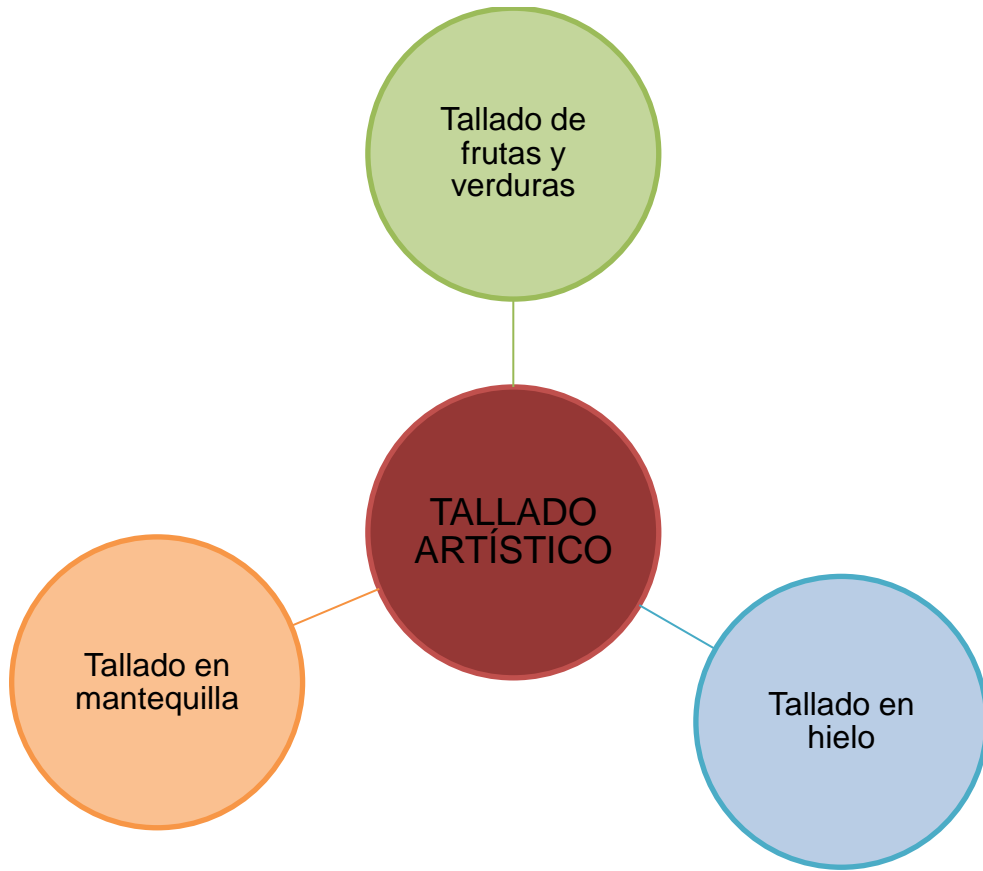 Tallado de
frutas y
verduras
TALLADO
ARTÍSTICO
Tallado en
mantequilla
Tallado en
hielo